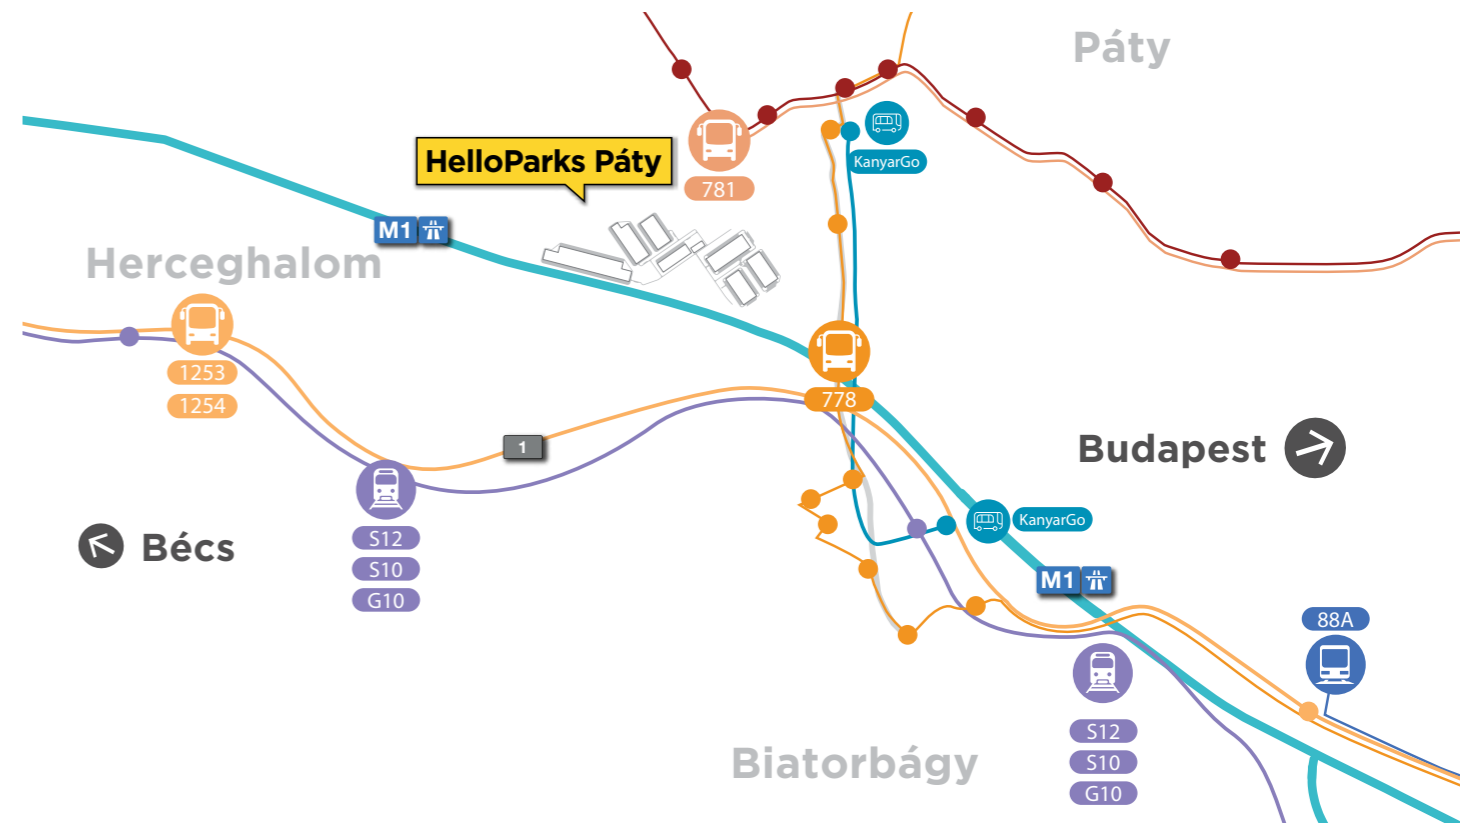 Páty
KanyarGo
HelloParks Páty
781
M1
Herceghalom
1253
1254
778
1
Budapest
S12
S10
G10
Bécs
KanyarGo
M1
88A
S12
S10
G10
Biatorbágy